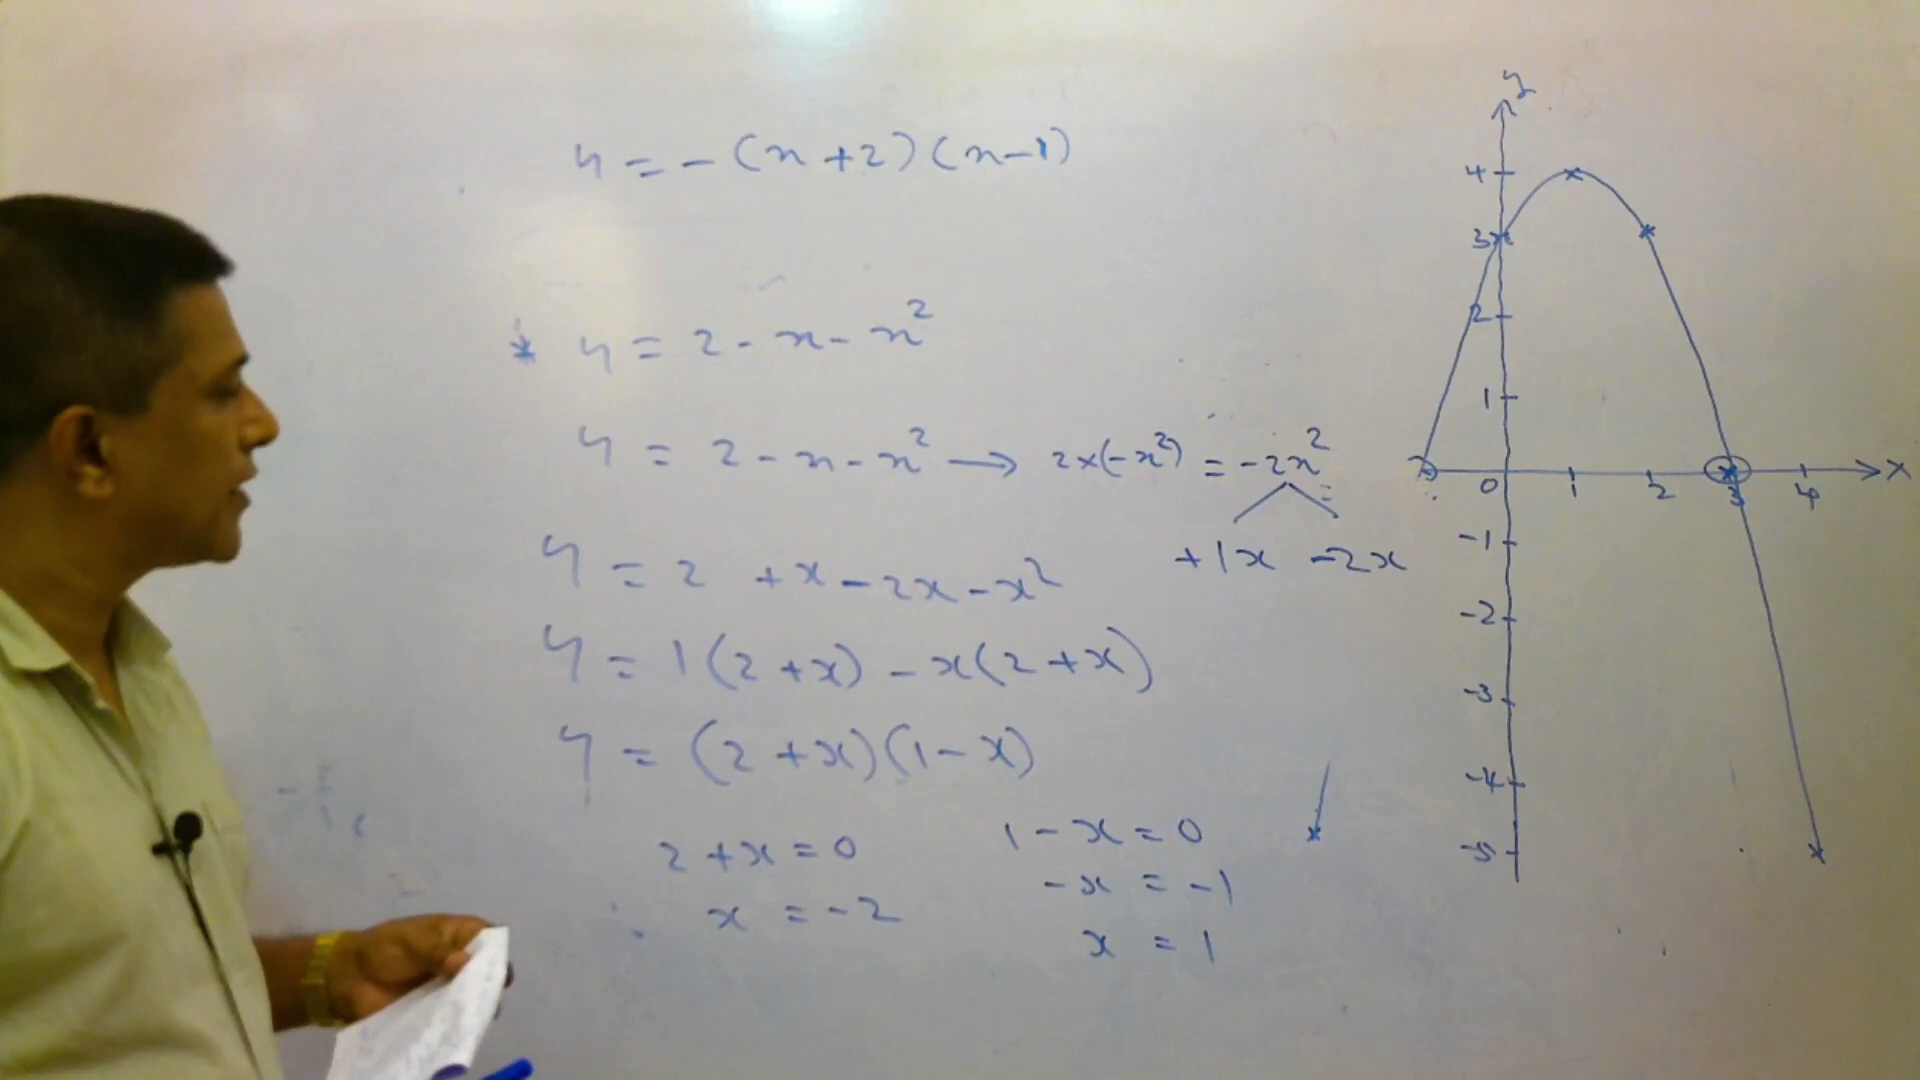 y = - (x + 2) (x - 1)
* y = 2 - x - x²
y = 2 - x - x² → 2 × (-x²) = -2x²
+1x -2x
y = 2 + x - 2x - x²
y = 1(2 + x) - x(2 + x)
y = (2 + x)(1 - x)
2 + x = 0
x = -2
1 - x = 0
-x = -1
x = 1
y
4
3
2
1
0 1 2 3 4 x
-1
-2
-3
-4
-5